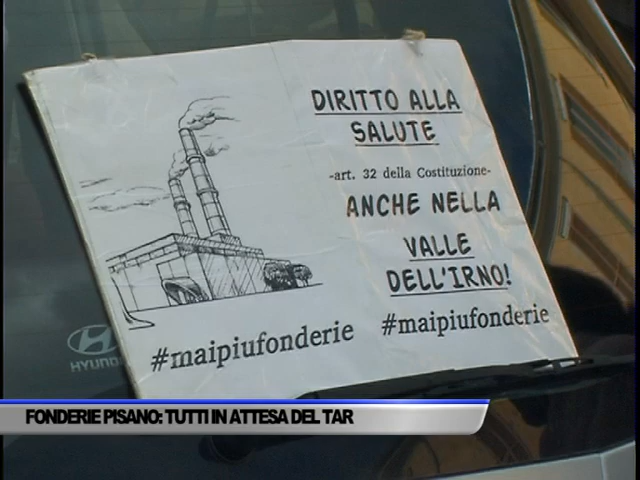 DIRITTO ALLA
SALUTE
-art. 32 della Costituzione-
ANCHE NELLA
VALLE
DELL'IRNO!
#maipiufonderie
#maipiufonderie
HYUNDAI
FONDERIE PISANO: TUTTI IN ATTESA DEL TAR